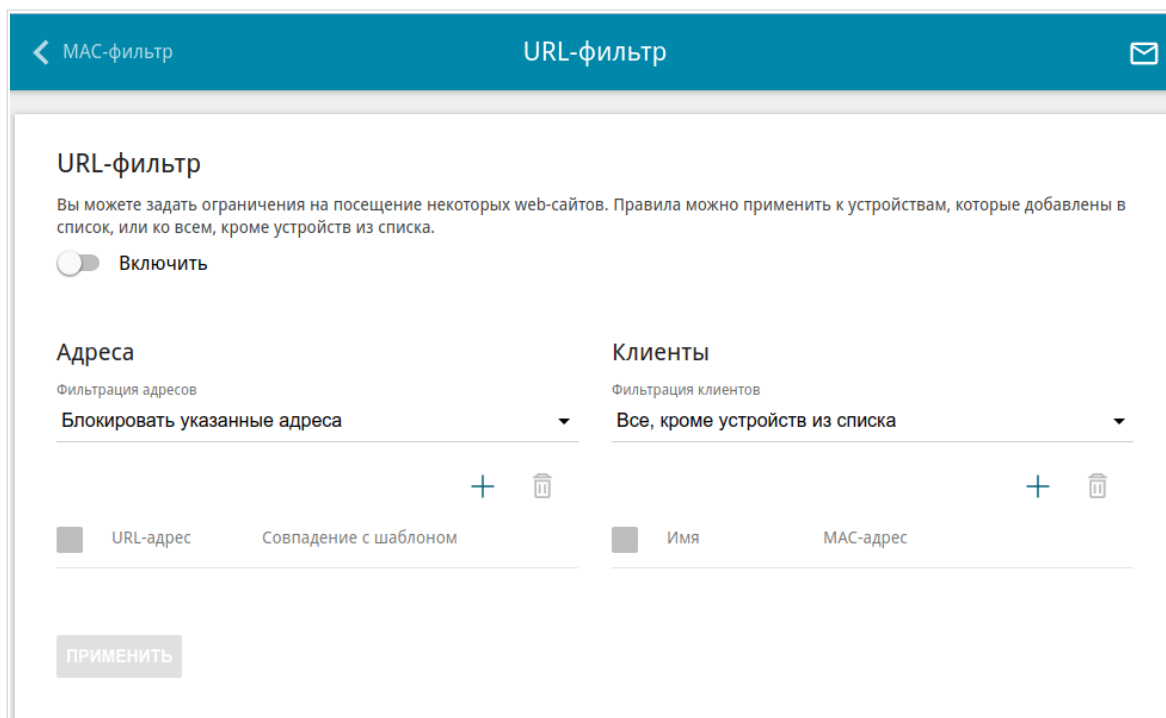 МАС-фильтр
URL-фильтр
URL-фильтр
Вы можете задать ограничения на посещение некоторых web-сайтов. Правила можно применить к устройствам, которые добавлены в
список, или ко всем, кроме устройств из списка.
Включить
Адреса
Клиенты
Фильтрация адресов
Фильтрация клиентов
Блокировать указанные адреса
Все, кроме устройств из списка
URL-адрес
Совпадение с шаблоном
Имя
MAC-адрес
ПРИМЕНИТЬ